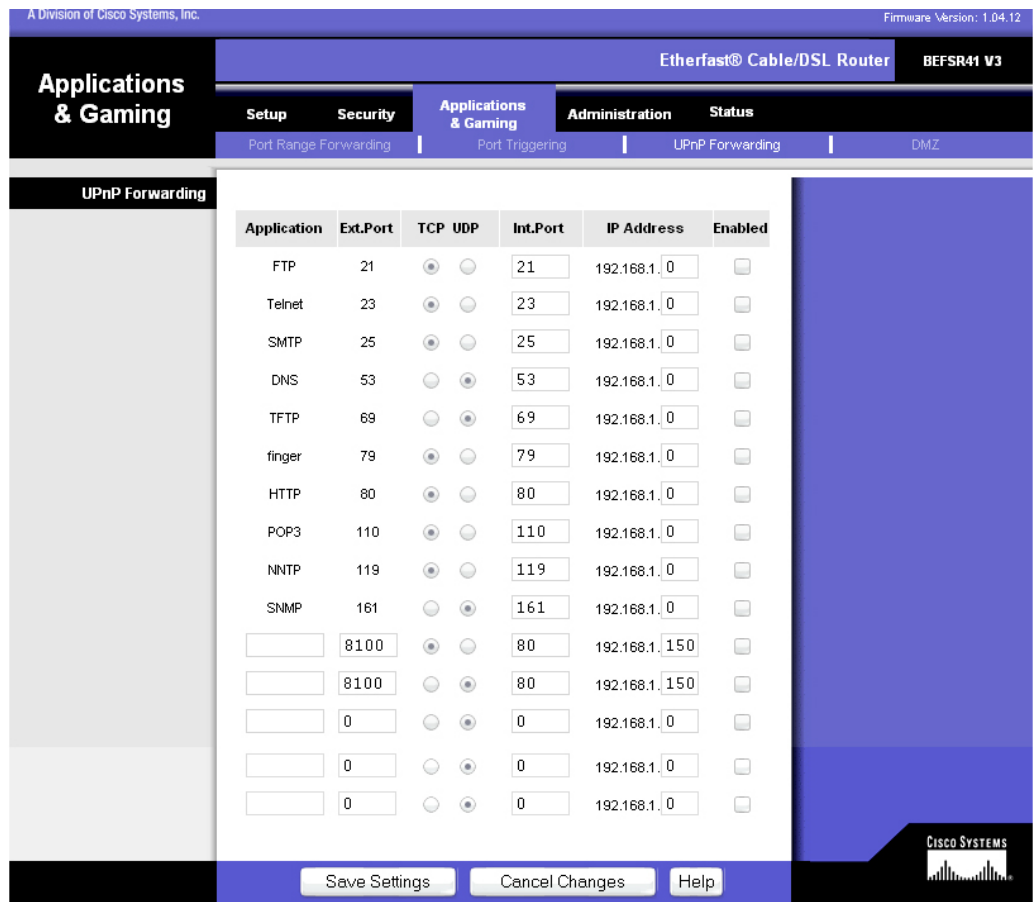 A Division of Cisco Systems, Inc.
Firmware Version: 1.04.12
Applications
& Gaming
Etherfast® Cable/DSL Router
BEFSR41 V3
Setup Security Applications & Gaming Administration Status
Port Range Forwarding Port Triggering UPnP Forwarding DMZ
UPnP Forwarding
Application Ext.Port TCP UDP Int.Port IP Address Enabled
FTP 21 21 192.168.1. 0
Telnet 23 23 192.168.1. 0
SMTP 25 25 192.168.1. 0
DNS 53 53 192.168.1. 0
TFTP 69 69 192.168.1. 0
finger 79 79 192.168.1. 0
HTTP 80 80 192.168.1. 0
POP3 110 110 192.168.1. 0
NNTP 119 119 192.168.1. 0
SNMP 161 161 192.168.1. 0
8100 80 192.168.1. 150
8100 80 192.168.1. 150
0 0 192.168.1. 0
0 0 192.168.1. 0
0 0 192.168.1. 0
CISCO SYSTEMS
Save Settings Cancel Changes Help